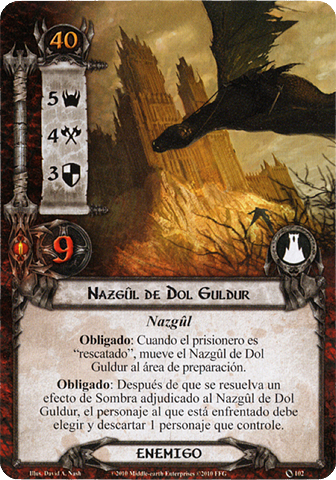 40
5
4
3
9
Nazgûl de Dol Guldur
Nazgûl
Obligado: Cuando el prisionero es
“rescatado”, mueve el Nazgûl de Dol
Guldur al área de preparación.
Obligado: Después de que se resuelva un
efecto de Sombra adjudicado al Nazgûl de Dol
Guldur, el personaje al que está enfrentado debe
elegir y descartar 1 personaje que controle.
ENEMIGO
Illus. David A. Nash ©2010 Middle-earth Enterprises ©2010 FFG 102